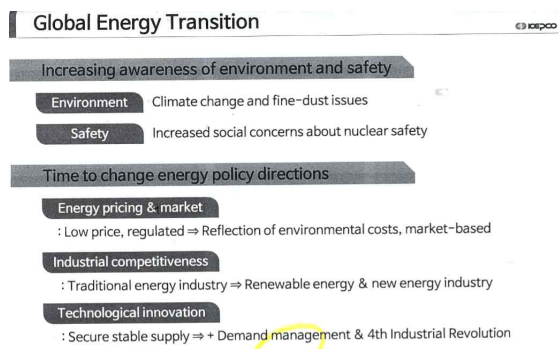 Global Energy Transition
KEPCO
Increasing awareness of environment and safety
Environment Climate change and fine-dust issues
Safety Increased social concerns about nuclear safety
Time to change energy policy directions
Energy pricing & market
: Low price, regulated ⇒ Reflection of environmental costs, market-based
Industrial competitiveness
: Traditional energy industry ⇒ Renewable energy & new energy industry
Technological innovation
: Secure stable supply ⇒ + Demand management & 4th Industrial Revolution